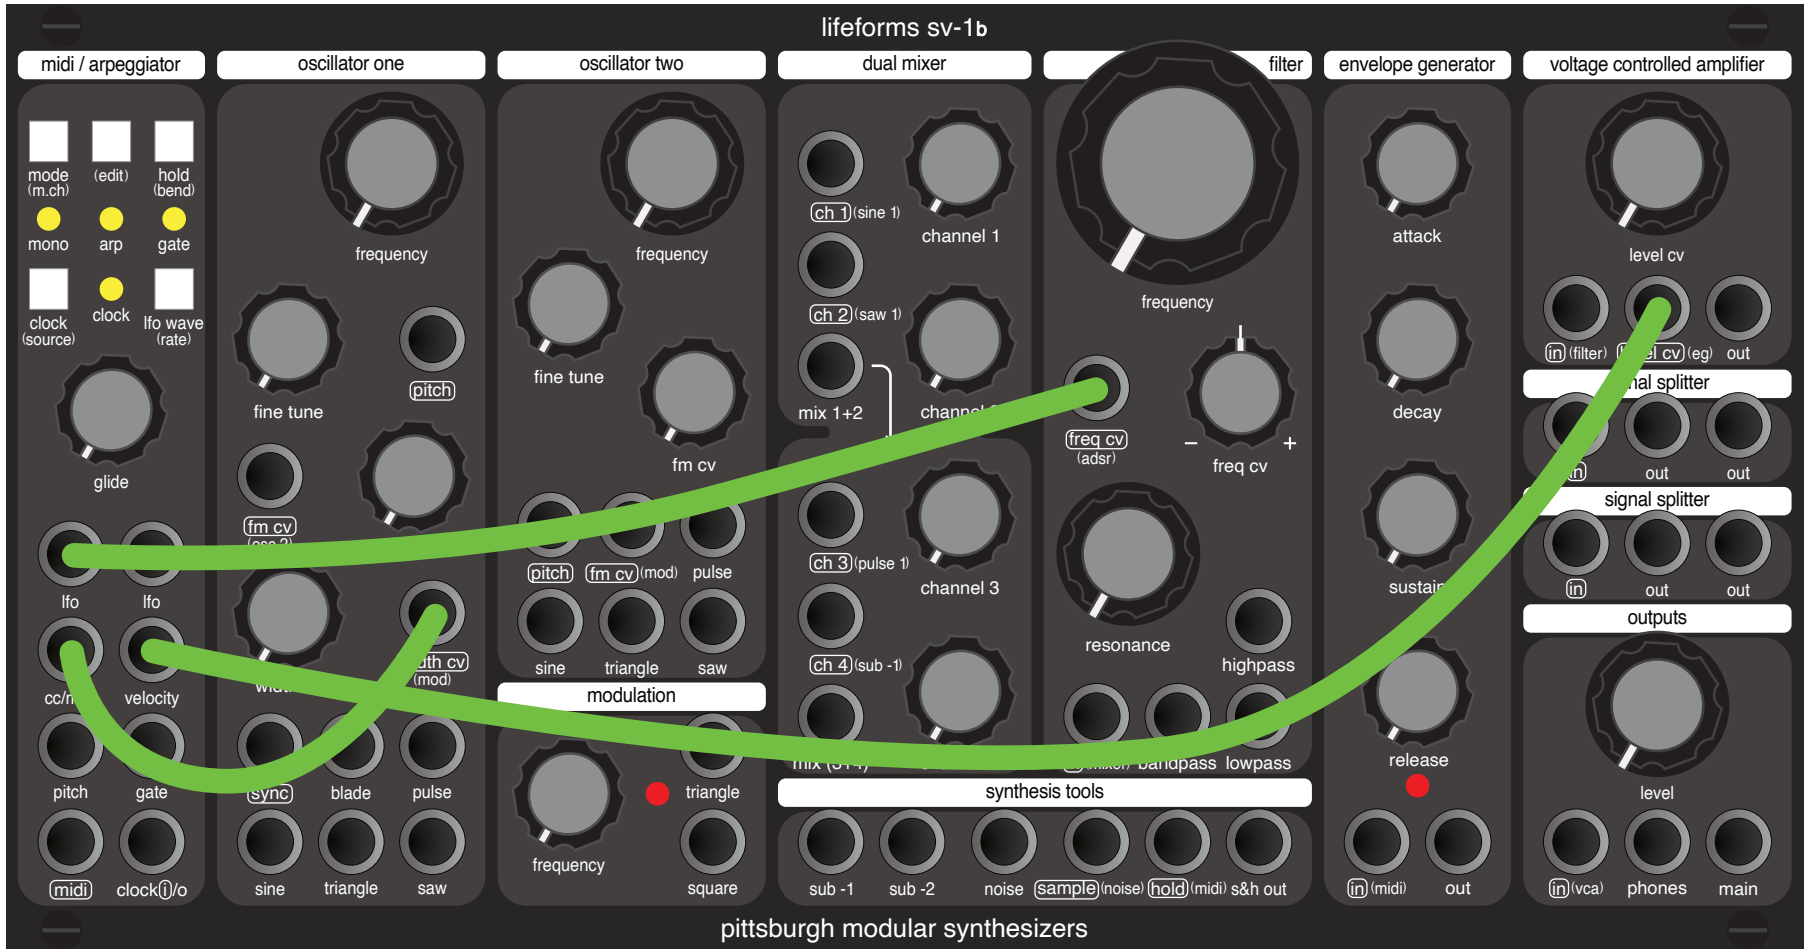 lifeforms sv-1b
midi / arpeggiator
mode
(m.ch)
(edit)
hold
(bend)
mono
arp
gate
clock
(source)
clock
lfo wave
(rate)
glide
lfo
lfo
velocity
pitch
gate
midi
clock i/o
oscillator one
frequency
fine tune
pitch
fm cv
(mod)
sync
blade
pulse
sine
triangle
saw
oscillator two
frequency
fine tune
fm cv
pitch
fm cv (mod)
pulse
sine
triangle
saw
modulation
frequency
triangle
square
dual mixer
ch 1 (sine 1)
channel 1
ch 2 (saw 1)
mix 1+2
ch 3 (pulse 1)
channel 3
ch 4 (sub -1)
filter
frequency
freq cv
(adsr)
− +
freq cv
resonance
highpass
bandpass
lowpass
synthesis tools
sub -1
sub -2
noise
sample (noise)
hold (midi)
s&h out
envelope generator
attack
decay
sustain
release
in (midi)
out
voltage controlled amplifier
level cv
in (filter)
(eg)
out
splitter
in
out
out
signal splitter
in
out
out
outputs
level
in (vca)
phones
main
pittsburgh modular synthesizers